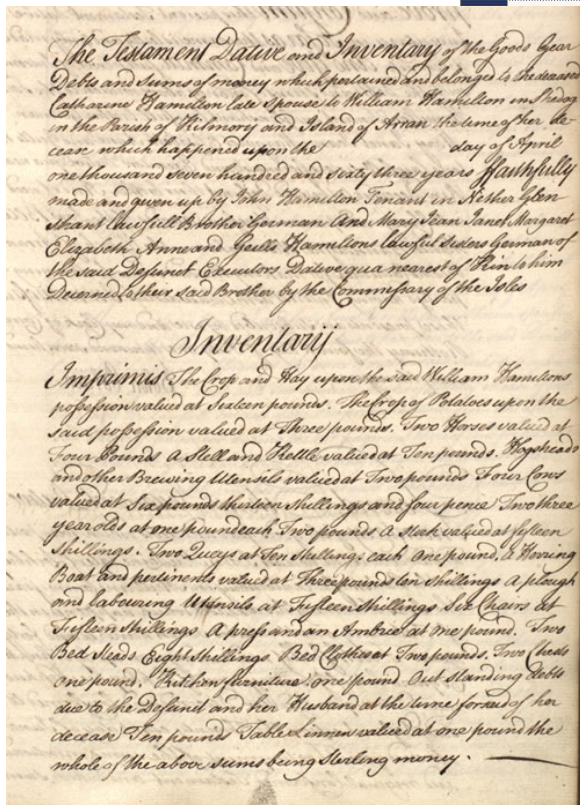 The Testament Dative and Inventary of the Goods Gear
Debts and sums of money which pertained and belonged to the deceased
Catharine Hamilton late Spouse to William Hamilton in Shedog
in the Parish of Kilmory and Island of Arran the time of her de-
cease which happened upon the day of April
one thousand seven hundred and sixty three years ffaithfully
made and given up by John Hamilton Tenant in Nether Glen
shant lawfull Brother German And Mary Jean Janet Margaret
Elizabeth Anne and Grills Hamiltons lawful Sisters German of
the said Defunct Executors Dative qua nearest of Kin to him
Decerned to their said Brother by the Commissary of the Isles
Inventarij
Imprimis The Crop and Hay upon the said William Hamiltons
possession valued at Sixteen pounds. The Crop of Potatoes upon the
said possession valued at Three pounds. Two Horses valued at
Four Pounds A Stell and Kettle valued at Ten pounds. Hogsheads
and other Brewing Utensils valued at Two pounds Four Cows
valued at Six pounds thirteen Shillings and four pence Two three
year olds at one pound each Two pounds A stirk valued at fifteen
Shillings. Two Queys at Ten Shillings each One pound. A Herring
Boat and pertinents valued at Three pounds ten Shillings A plough
and labouring Utensils at Fifteen Shillings Six Chairs at
Fifteen Shillings A press and an Ambrie at one pound. Two
Bed Steads Eight Shillings Bed Clothes at Two pounds. Two Chests
one pound. Kitchen furniture one pound Out standing debts
due to the Defunct and her Husband at the time forsaid of her
decease Ten pounds Table Linnen valued at one pound the
whole of the above sums being Sterling money.